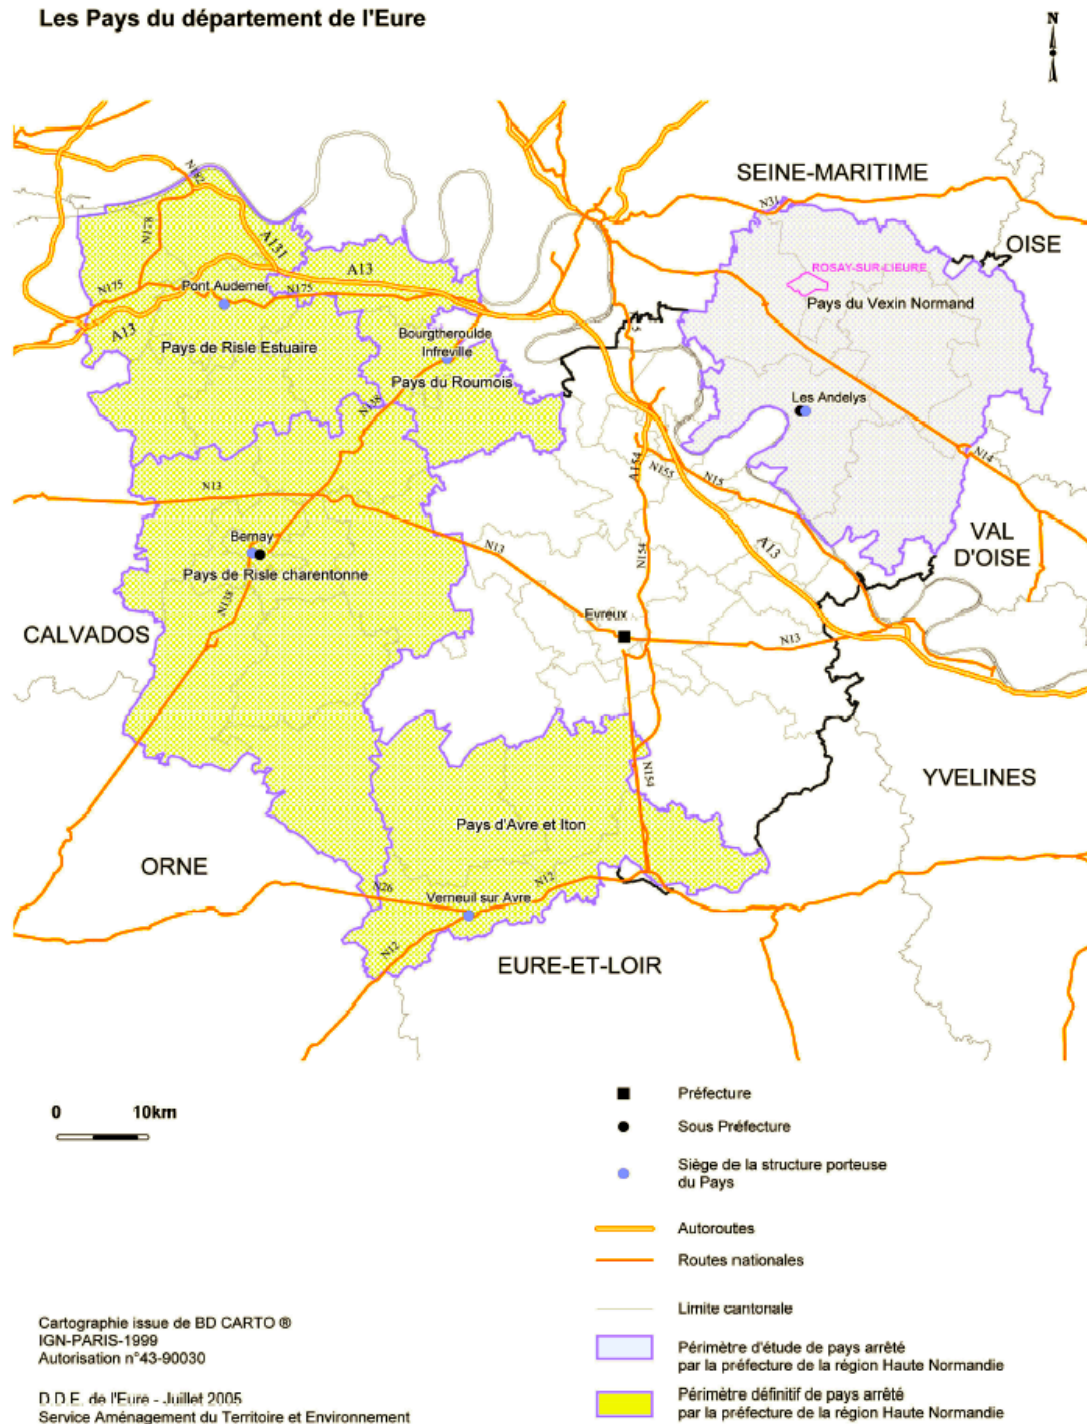 Les Pays du département de l'Eure
N
SEINE-MARITIME
N182
N31
OISE
N178
A131
ROSAY-SUR-LIEURE
A13
Pays du Vexin Normand
N175
Pont Audemer
N175
A13
Bourgtheroulde
Infreville
Pays de Risle Estuaire
Pays du Roumois
N138
Les Andelys
N14
A154
N155
N15
N13
VAL
D'OISE
Bernay
N13
N154
A13
Pays de Risle charentonne
N138
Evreux
CALVADOS
N13
YVELINES
N154
Pays d'Avre et Iton
ORNE
N26
N12
Verneuil sur Avre
N12
EURE-ET-LOIR
0 10km
Préfecture
Sous Préfecture
Siège de la structure porteuse
du Pays
Autoroutes
Routes nationales
Limite cantonale
Périmètre d'étude de pays arrêté
par la préfecture de la région Haute Normandie
Périmètre définitif de pays arrêté
par la préfecture de la région Haute Normandie
Cartographie issue de BD CARTO ®
IGN-PARIS-1999
Autorisation n°43-90030
D.D.E. de l'Eure - Juillet 2005
Service Aménagement du Territoire et Environnement